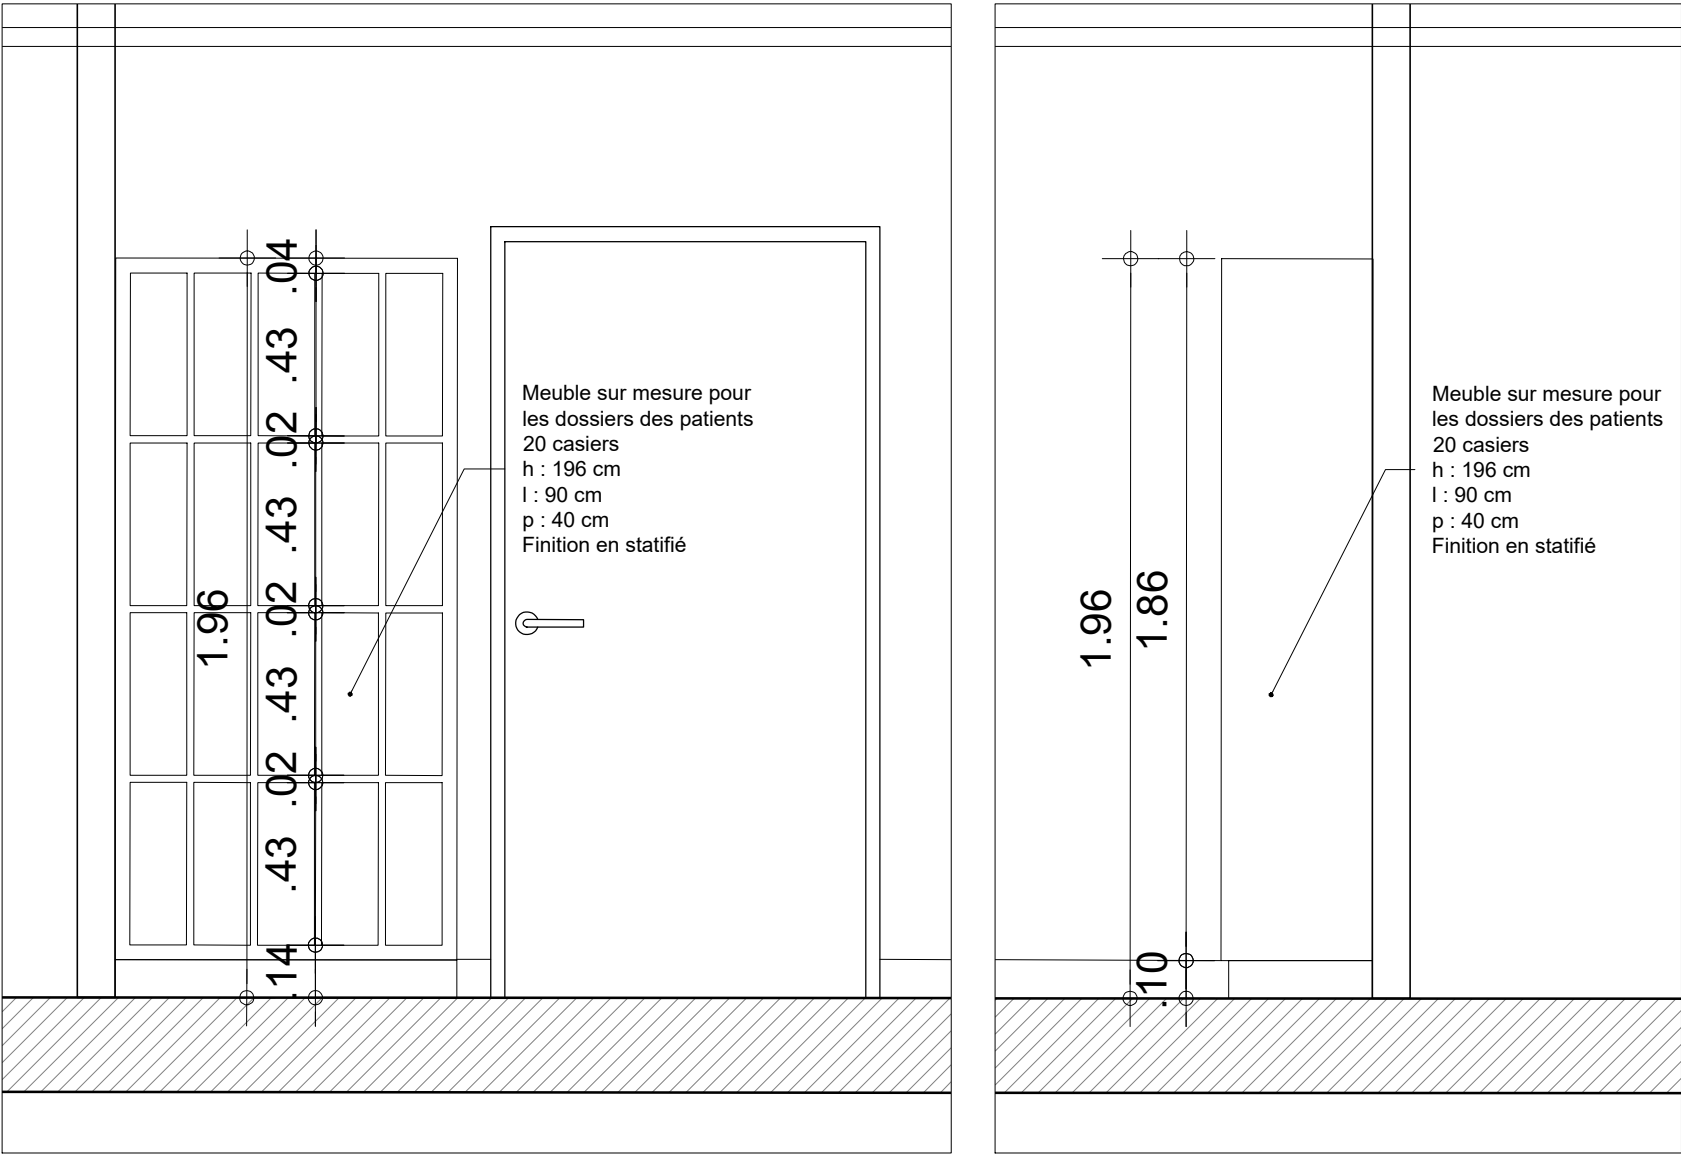 .04
.43
.02
.43
.02
.43
.02
.43
.14
1.96
Meuble sur mesure pour
les dossiers des patients
20 casiers
h : 196 cm
l : 90 cm
p : 40 cm
Finition en statifié
1.96
1.86
.10
Meuble sur mesure pour
les dossiers des patients
20 casiers
h : 196 cm
l : 90 cm
p : 40 cm
Finition en statifié